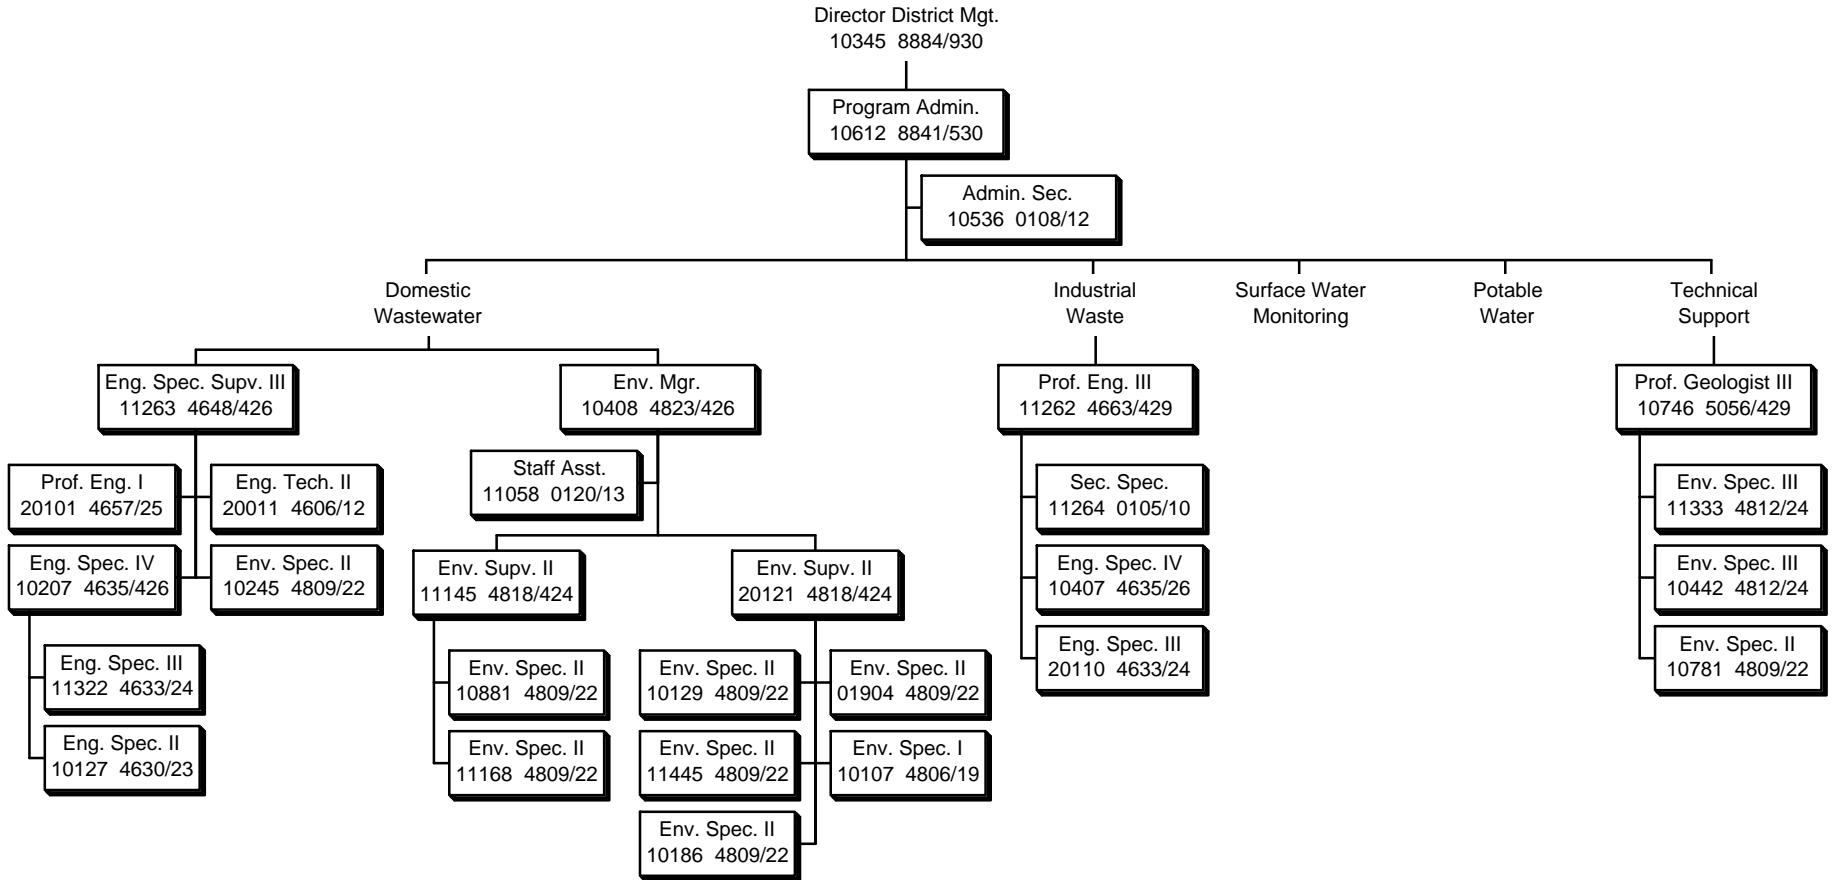 Director District Mgt.
10345 8884/930
Program Admin.
10612 8841/530
Admin. Sec.
10536 0108/12
Domestic
Wastewater
Industrial
Waste
Surface Water
Monitoring
Potable
Water
Technical
Support
Eng. Spec. Supv. III
11263 4648/426
Env. Mgr.
10408 4823/426
Prof. Eng. III
11262 4663/429
Prof. Geologist III
10746 5056/429
Prof. Eng. I
20101 4657/25
Eng. Tech. II
20011 4606/12
Eng. Spec. IV
10207 4635/426
Env. Spec. II
10245 4809/22
Eng. Spec. III
11322 4633/24
Eng. Spec. II
10127 4630/23
Staff Asst.
11058 0120/13
Env. Supv. II
11145 4818/424
Env. Supv. II
20121 4818/424
Env. Spec. II
10881 4809/22
Env. Spec. II
11168 4809/22
Env. Spec. II
10129 4809/22
Env. Spec. II
01904 4809/22
Env. Spec. II
11445 4809/22
Env. Spec. I
10107 4806/19
Env. Spec. II
10186 4809/22
Sec. Spec.
11264 0105/10
Eng. Spec. IV
10407 4635/26
Eng. Spec. III
20110 4633/24
Env. Spec. III
11333 4812/24
Env. Spec. III
10442 4812/24
Env. Spec. II
10781 4809/22